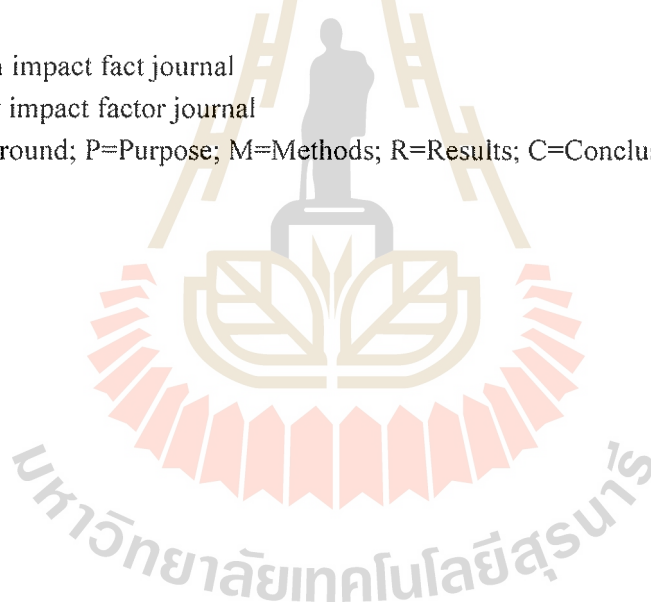 impact fact journal
impact factor journal
round; P=Purpose; M=Methods; R=Results; C=Conclus
มหาวิทยาลัยเทคโนโลยีสุรนารี